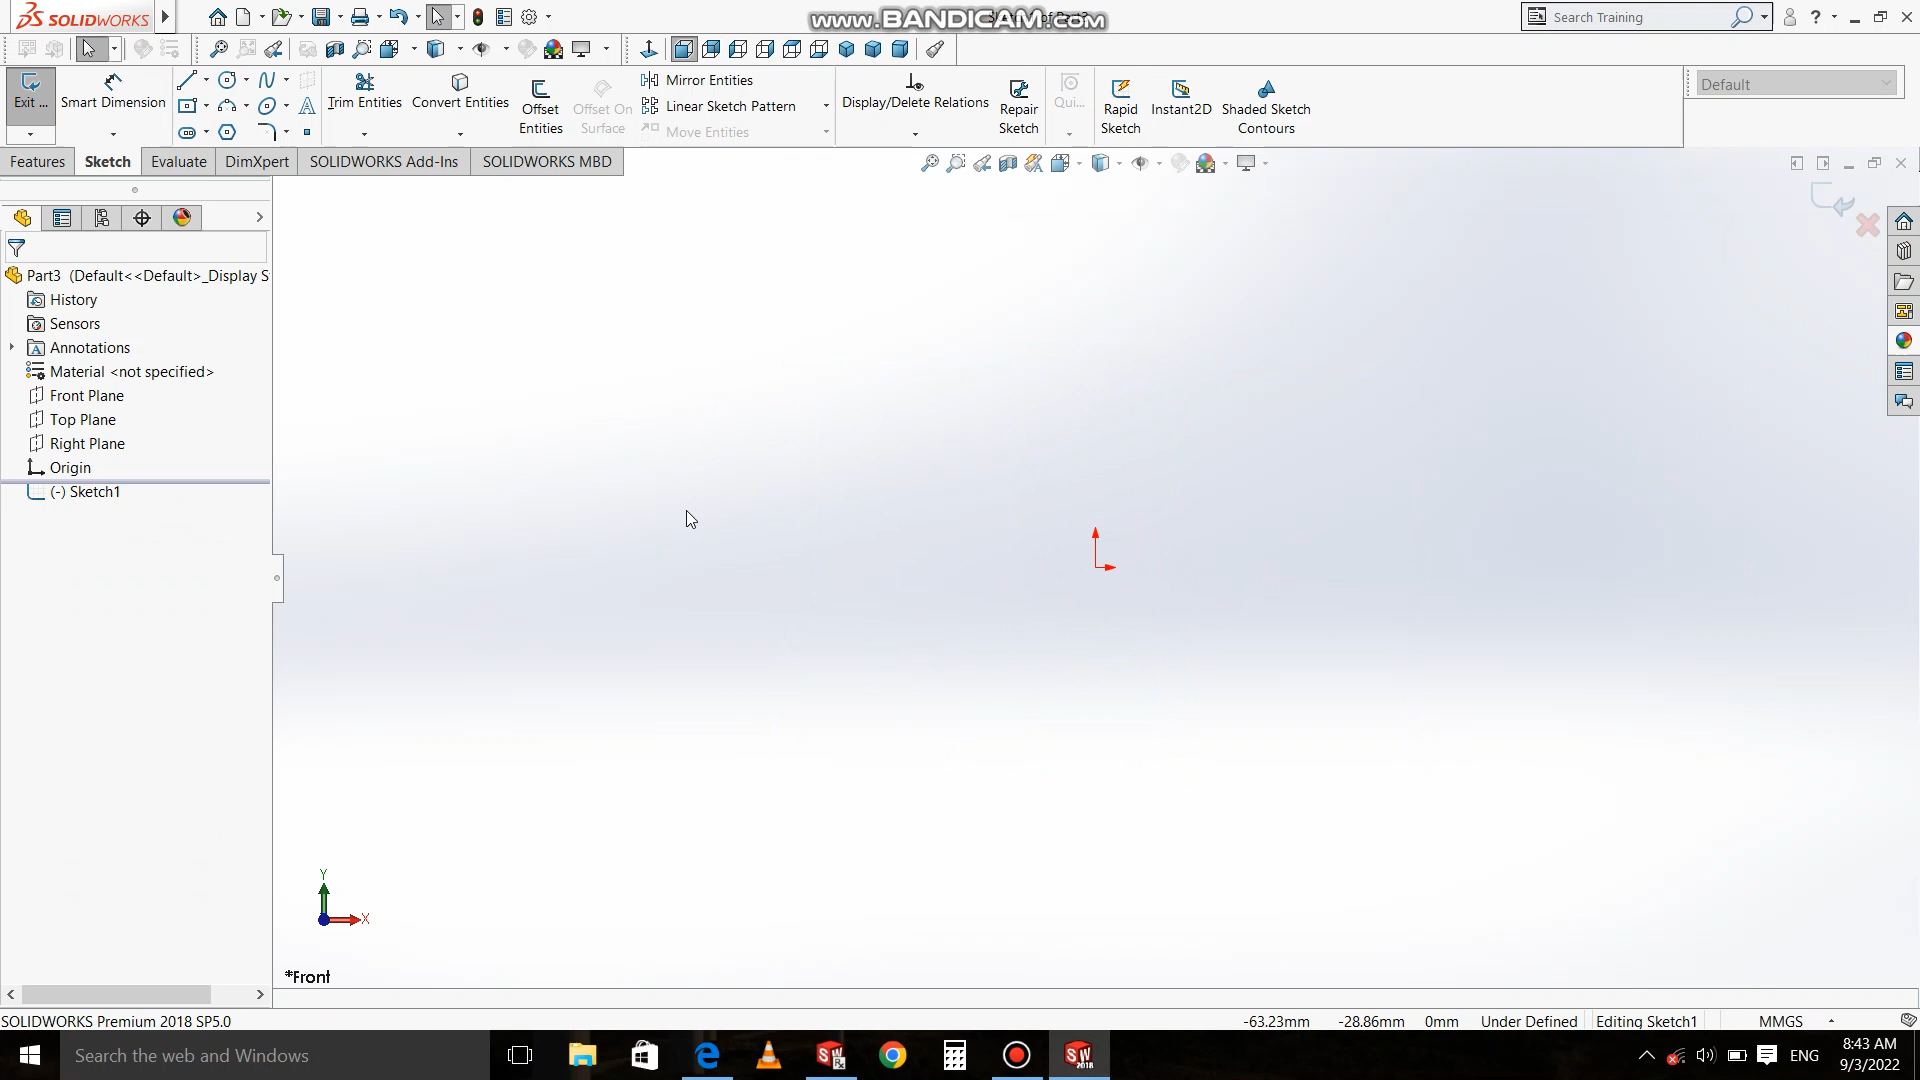 SOLIDWORKS
www.BANDICAM.com
Search Training
Exit ...
Smart Dimension
Trim Entities
Convert Entities
Offset Entities
Offset On Surface
Mirror Entities
Linear Sketch Pattern
Move Entities
Display/Delete Relations
Repair Sketch
Qui...
Rapid Sketch
Instant2D
Shaded Sketch Contours
Default
Features
Sketch
Evaluate
DimXpert
SOLIDWORKS Add-Ins
SOLIDWORKS MBD
Part3 (Default<<Default>_Display S
History
Sensors
Annotations
Material <not specified>
Front Plane
Top Plane
Right Plane
Origin
(-) Sketch1
Y
X
*Front
SOLIDWORKS Premium 2018 SP5.0
-63.23mm
-28.86mm
0mm
Under Defined
Editing Sketch1
MMGS
Search the web and Windows
ENG
8:43 AM
9/3/2022